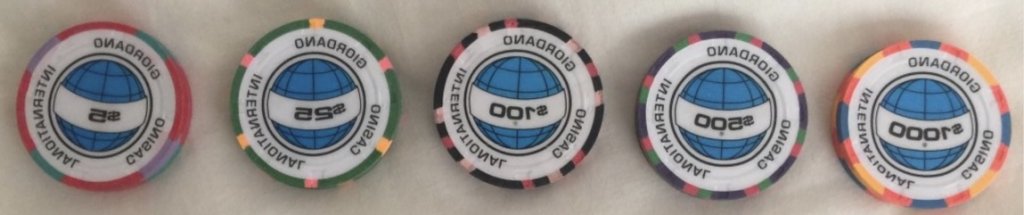 GIORDANO
INTERNATIONAL
CASINO
$5
GIORDANO
INTERNATIONAL
CASINO
$25
GIORDANO
INTERNATIONAL
CASINO
$100
GIORDANO
INTERNATIONAL
CASINO
$500
GIORDANO
INTERNATIONAL
CASINO
$1000